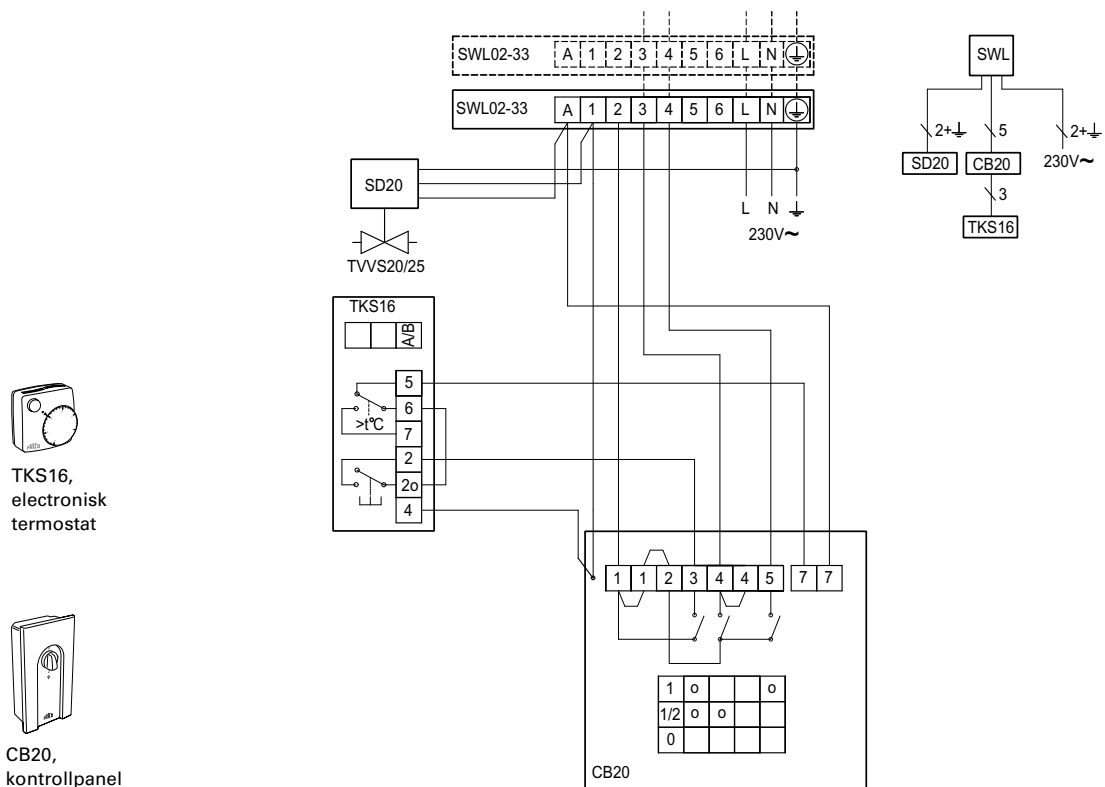 SWL02-33 A 1 2 3 4 5 6 L N
SWL02-33 A 1 2 3 4 5 6 L N
SD20
TVVS20/25
L N
230V~
SWL
2+ 5 2+
SD20 CB20 230V~
3
TKS16
TKS16
A/B
5
6
>t°C
7
2
2o
4
TKS16,
electronisk
termostat
1 1 2 3 4 4 5 7 7
1 o o
1/2 o o
0
CB20
CB20,
kontrollpanel